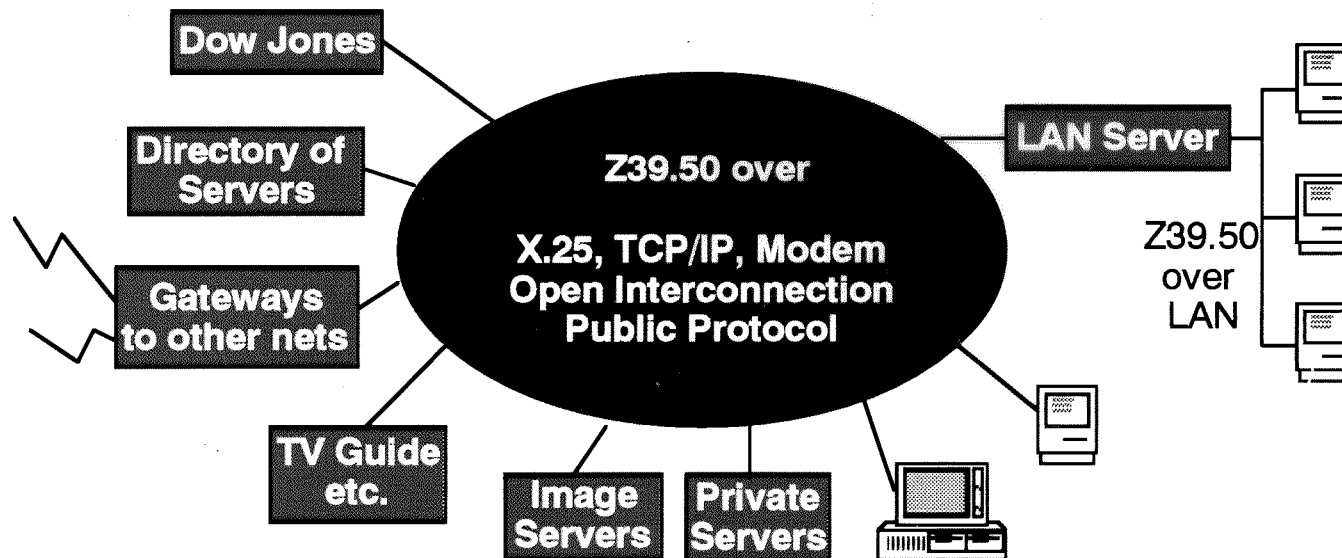 Dow Jones
Directory of
Servers
Gateways
to other nets
TV Guide
etc.
Image
Servers
Private
Servers
Z39.50 over
X.25, TCP/IP, Modem
Open Interconnection
Public Protocol
LAN Server
Z39.50
over
LAN